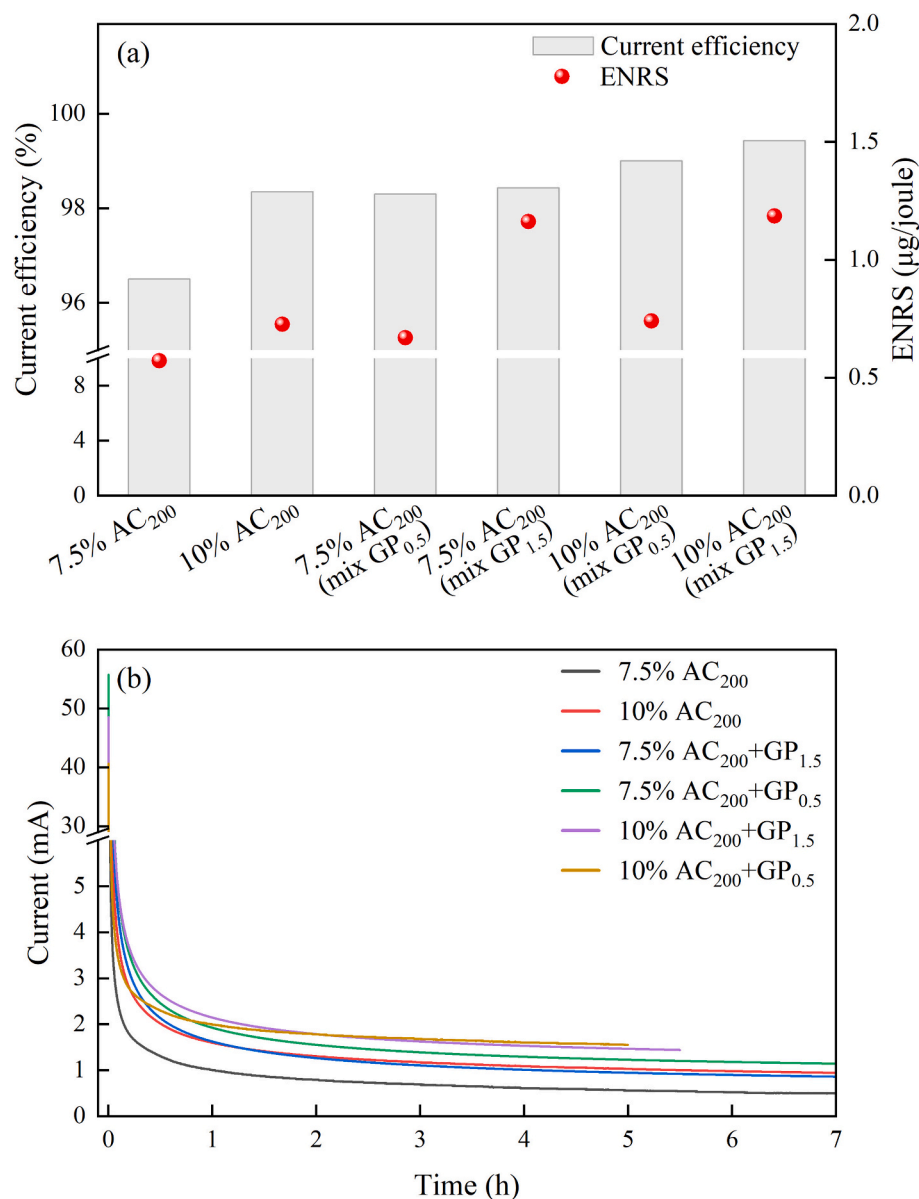 (a)
Current efficiency
ENRS
Current efficiency (%)
100
98
96
8
4
0
2.0
1.5
1.0
0.5
0.0
ENRS (μg/joule)
7.5% AC₂₀₀
10% AC₂₀₀
7.5% AC₂₀₀
(mix GP₀.₅)
7.5% AC₂₀₀
(mix GP₁.₅)
10% AC₂₀₀
(mix GP₀.₅)
10% AC₂₀₀
(mix GP₁.₅)
(b)
7.5% AC₂₀₀
10% AC₂₀₀
7.5% AC₂₀₀+GP₁.₅
7.5% AC₂₀₀+GP₀.₅
10% AC₂₀₀+GP₁.₅
10% AC₂₀₀+GP₀.₅
Current (mA)
60
50
40
30
5
4
3
2
1
0
0 1 2 3 4 5 6 7
Time (h)